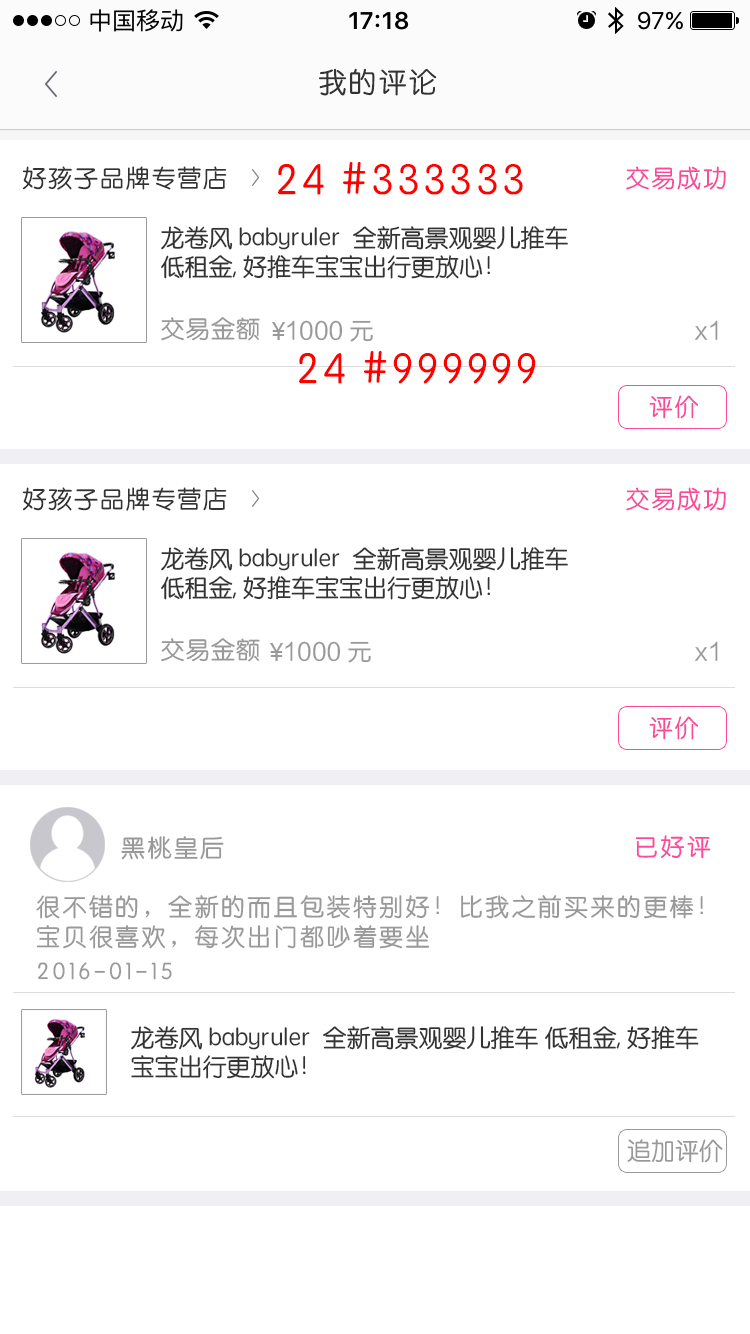 中国移动 17:18 97%
我的评论
好孩子品牌专营店 > 24 #333333 交易成功
龙卷风 babyruler 全新高景观婴儿推车
低租金, 好推车宝宝出行更放心!
交易金额 ¥1000 元 x1
24 #999999
评价
好孩子品牌专营店 > 交易成功
龙卷风 babyruler 全新高景观婴儿推车
低租金, 好推车宝宝出行更放心!
交易金额 ¥1000 元 x1
评价
黑桃皇后 已好评
很不错的，全新的而且包装特别好！比我之前买来的更棒！
宝贝很喜欢，每次出门都吵着要坐
2016-01-15
龙卷风 babyruler 全新高景观婴儿推车 低租金, 好推车
宝宝出行更放心!
追加评价